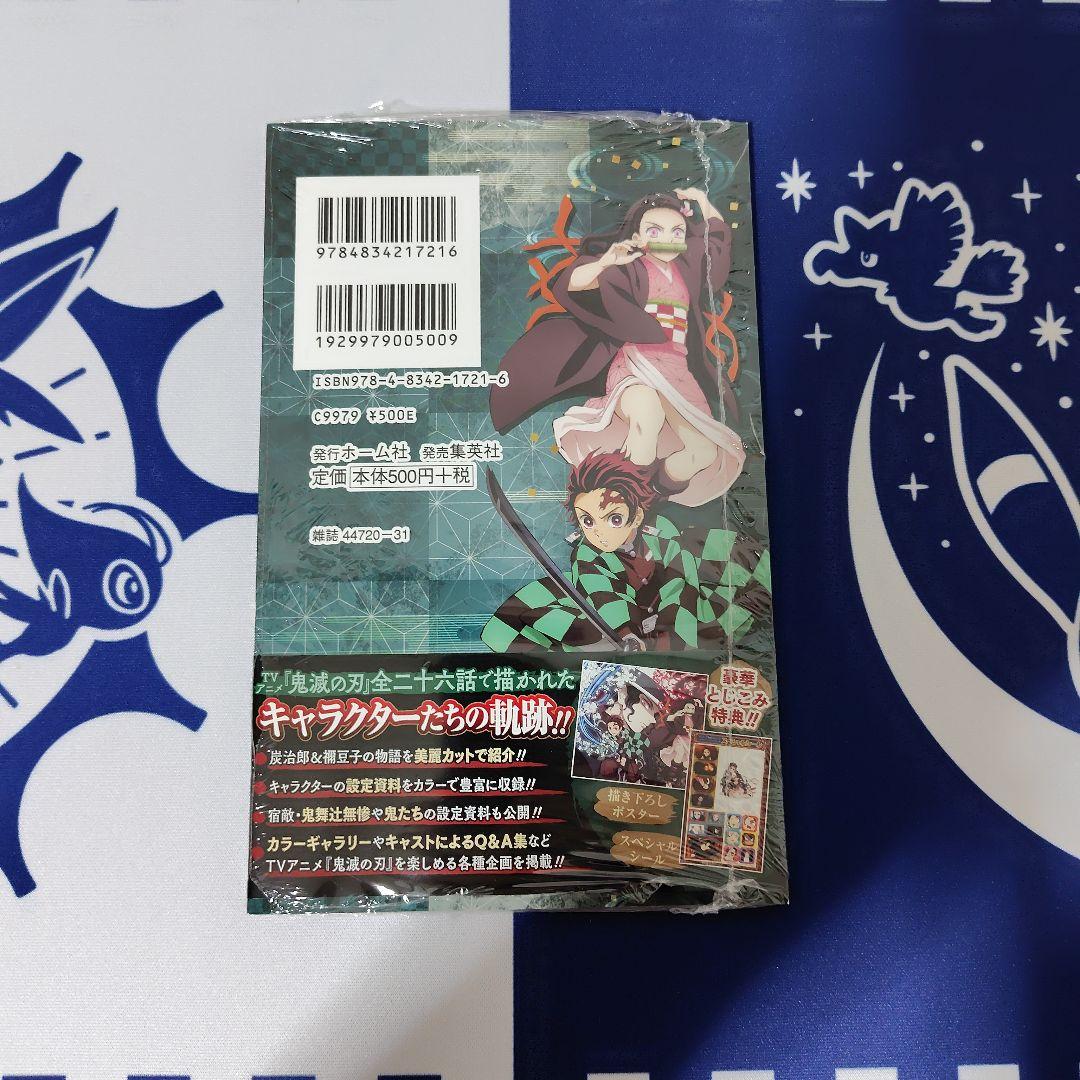 9784834217216
1929979005009
ISBN978-4-8342-1721-6
C9979 ¥500E
発行ホーム社 発売集英社
定価 本体500円+税
雑誌 44720-31
TVアニメ『鬼滅の刃』全二十六話で描かれた
キャラクターたちの軌跡!!
● 炭治郎&禰豆子の物語を美麗カットで紹介!!
● キャラクターの設定資料をカラーで豊富に収録!!
● 宿敵・鬼舞辻無惨や鬼たちの設定資料も公開!!
● カラーギャラリーやキャストによるQ&A集など
TVアニメ『鬼滅の刃』を楽しめる各種企画を掲載!!
豪華
とじこみ
特典!!
描き下ろし
ポスター
スペシャル
シール